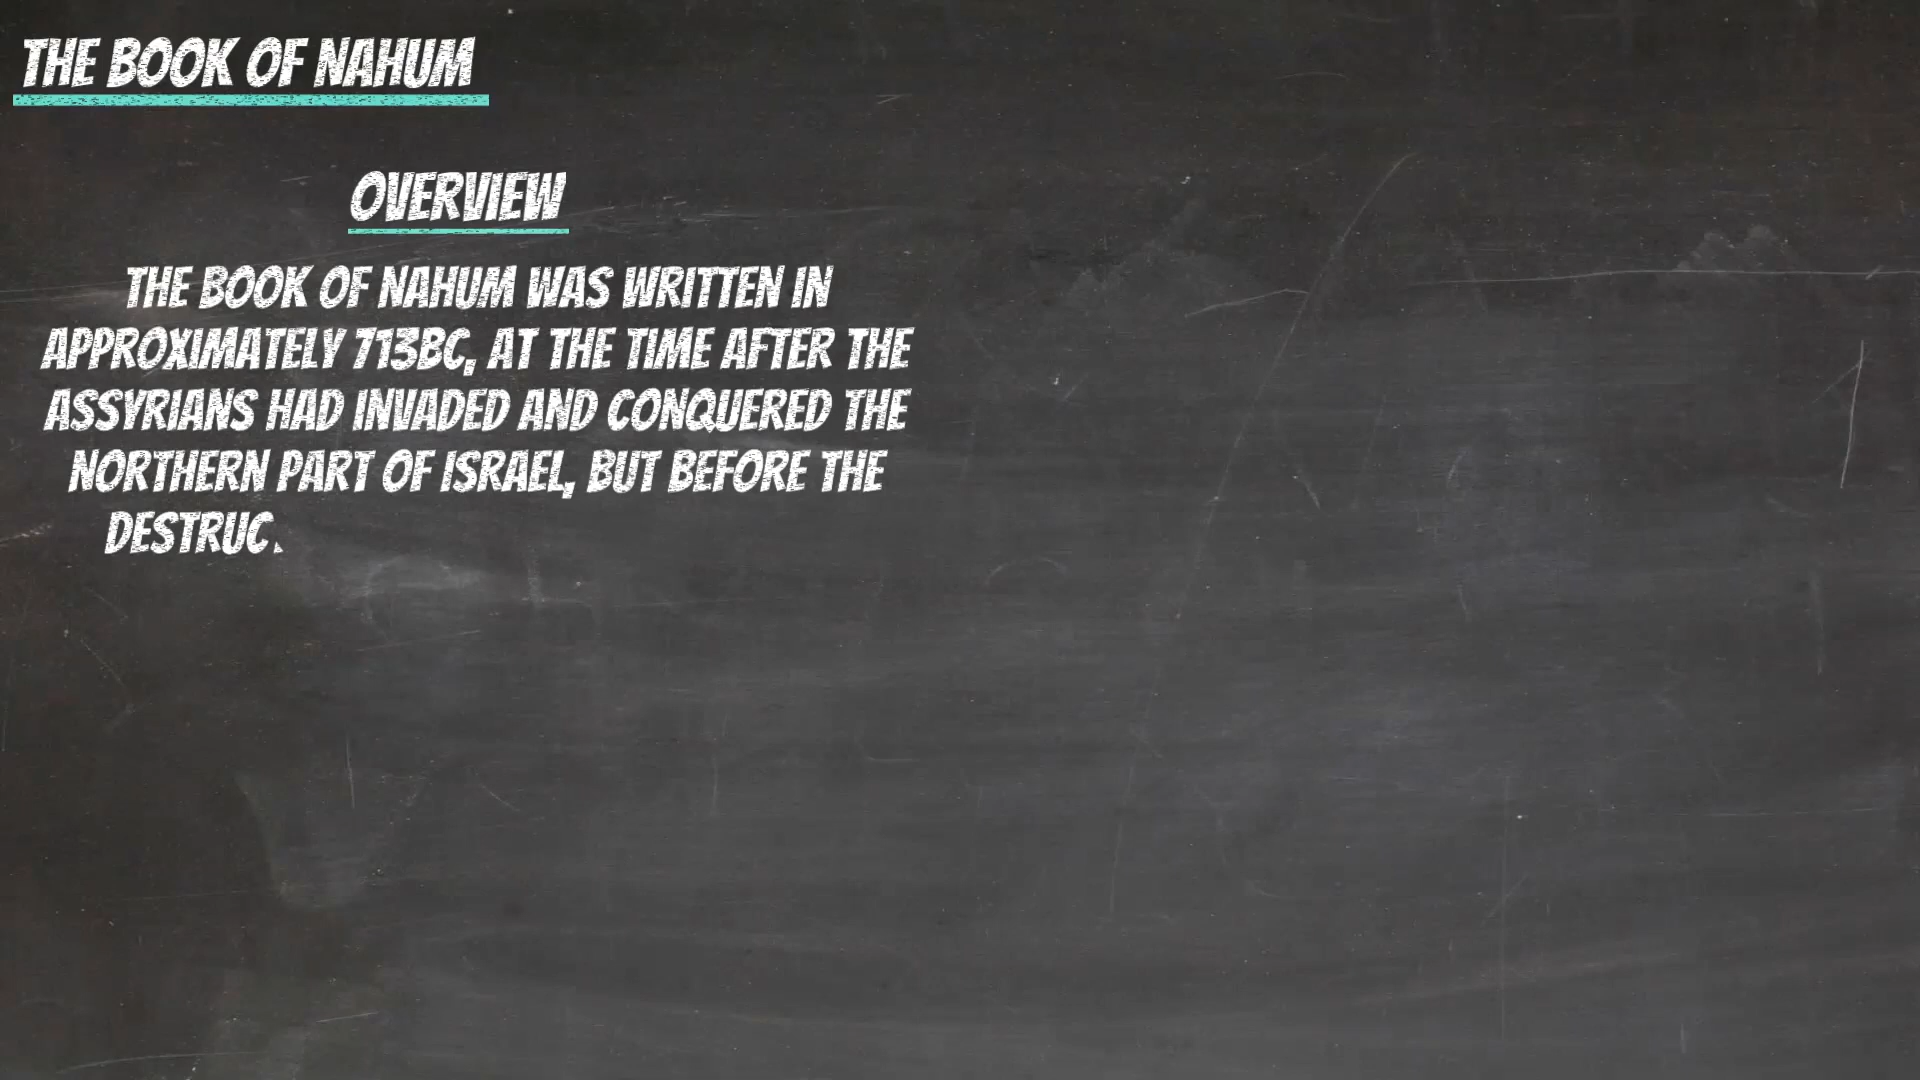 THE BOOK OF NAHUM
OVERVIEW
THE BOOK OF NAHUM WAS WRITTEN IN
APPROXIMATELY 713BC, AT THE TIME AFTER THE
ASSYRIANS HAD INVADED AND CONQUERED THE
NORTHERN PART OF ISRAEL, BUT BEFORE THE
DESTRUC